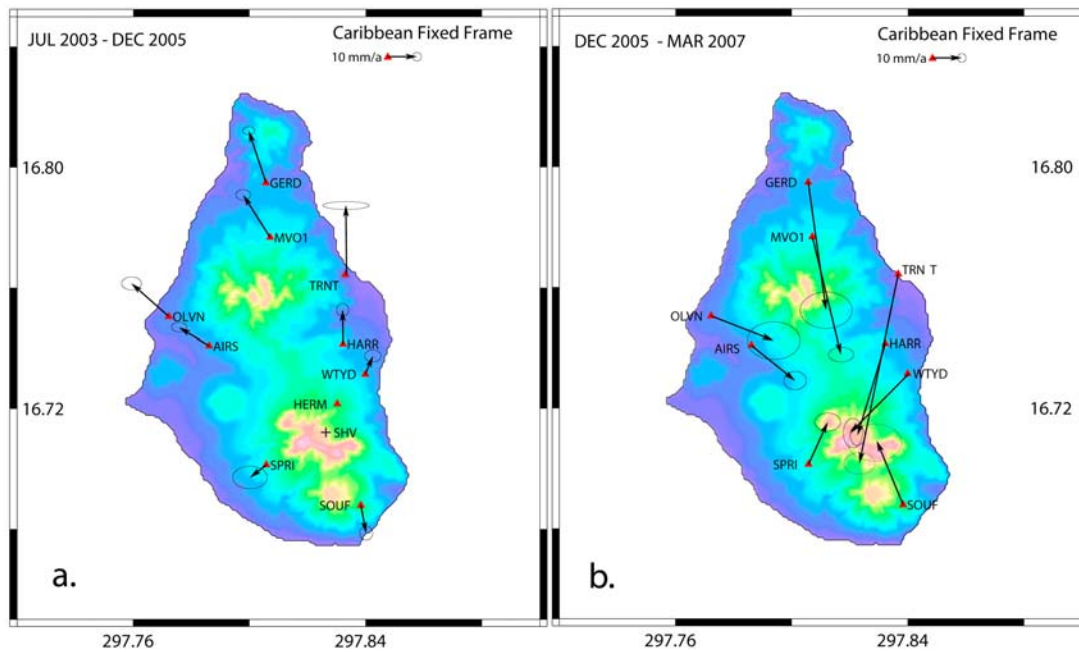 JUL 2003 - DEC 2005
Caribbean Fixed Frame
10 mm/a
16.80
GERD
MVO1
TRNT
OLVN
AIRS
HARR
WTYD
16.72
HERM
SHV
SPRI
SOUF
a.
297.76
297.84
DEC 2005 - MAR 2007
Caribbean Fixed Frame
10 mm/a
16.80
GERD
MVO1
TRN T
OLVN
AIRS
HARR
WTYD
16.72
SPRI
SOUF
b.
297.76
297.84